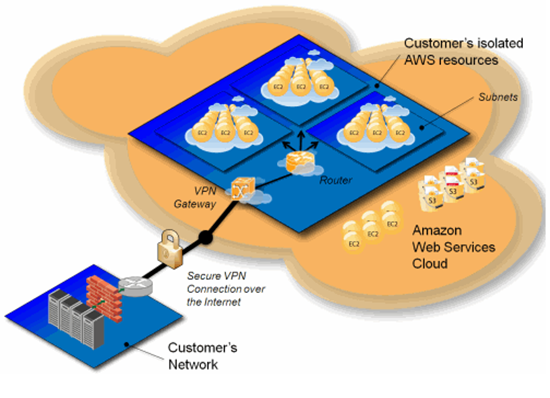 Customer's isolated
AWS resources
Subnets
EC2 EC2 EC2
EC2 EC2 EC2
EC2 EC2 EC2
Router
VPN
Gateway
S3
S3
S3
EC2
EC2
EC2
Amazon
Web Services
Cloud
Secure VPN
Connection over
the Internet
Customer's
Network